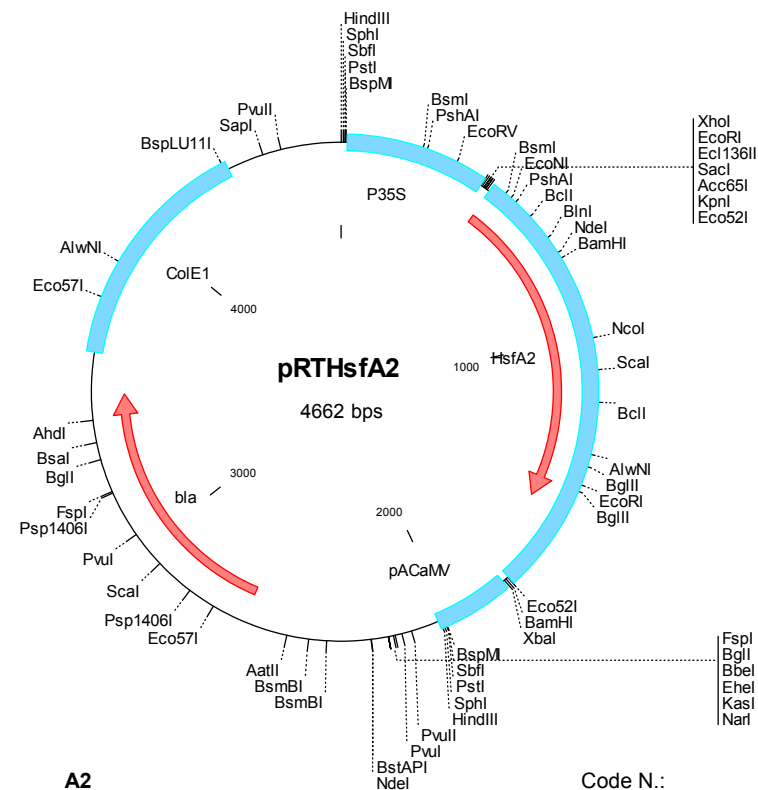 HindIII
SphI
SbfI
PstI
BspMI
BsmI
PshAI
EcoRV
BsmI
EcoNI
PshAI
BclI
BlnI
NdeI
BamHI
XhoI
EcoRI
Ecl136II
SacI
Acc65I
KpnI
Eco52I
NcoI
ScaI
BclI
AlwNI
BglII
EcoRI
BglII
Eco52I
BamHI
XbaI
BspMI
SbfI
PstI
SphI
HindIII
FspI
BglI
BbeI
EheI
KasI
NarI
PvuII
PvuI
BstAPI
NdeI
BsmBI
BsmBI
AatII
Eco57I
Psp1406I
ScaI
PvuI
Psp1406I
FspI
BglI
BsaI
AhdI
Eco57I
AlwNI
BspLU11I
SapI
PvuII
P35S
I
ColE1
4000
pRTHsfA2
4662 bps
1000
HsfA2
3000
bla
2000
pACaMV
A2
Code N.: